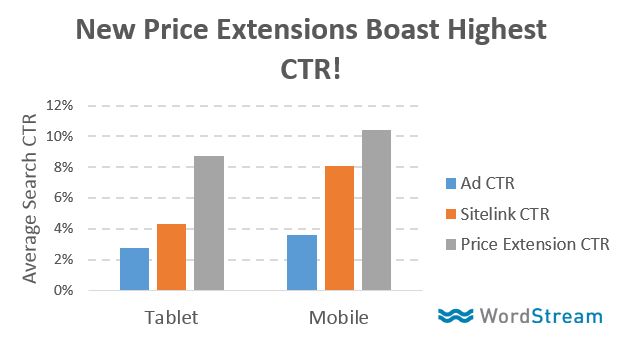 New Price Extensions Boast Highest
CTR!
Average Search CTR
12%
10%
8%
6%
4%
2%
0%
Tablet
Mobile
Ad CTR
Sitelink CTR
Price Extension CTR
WordStream